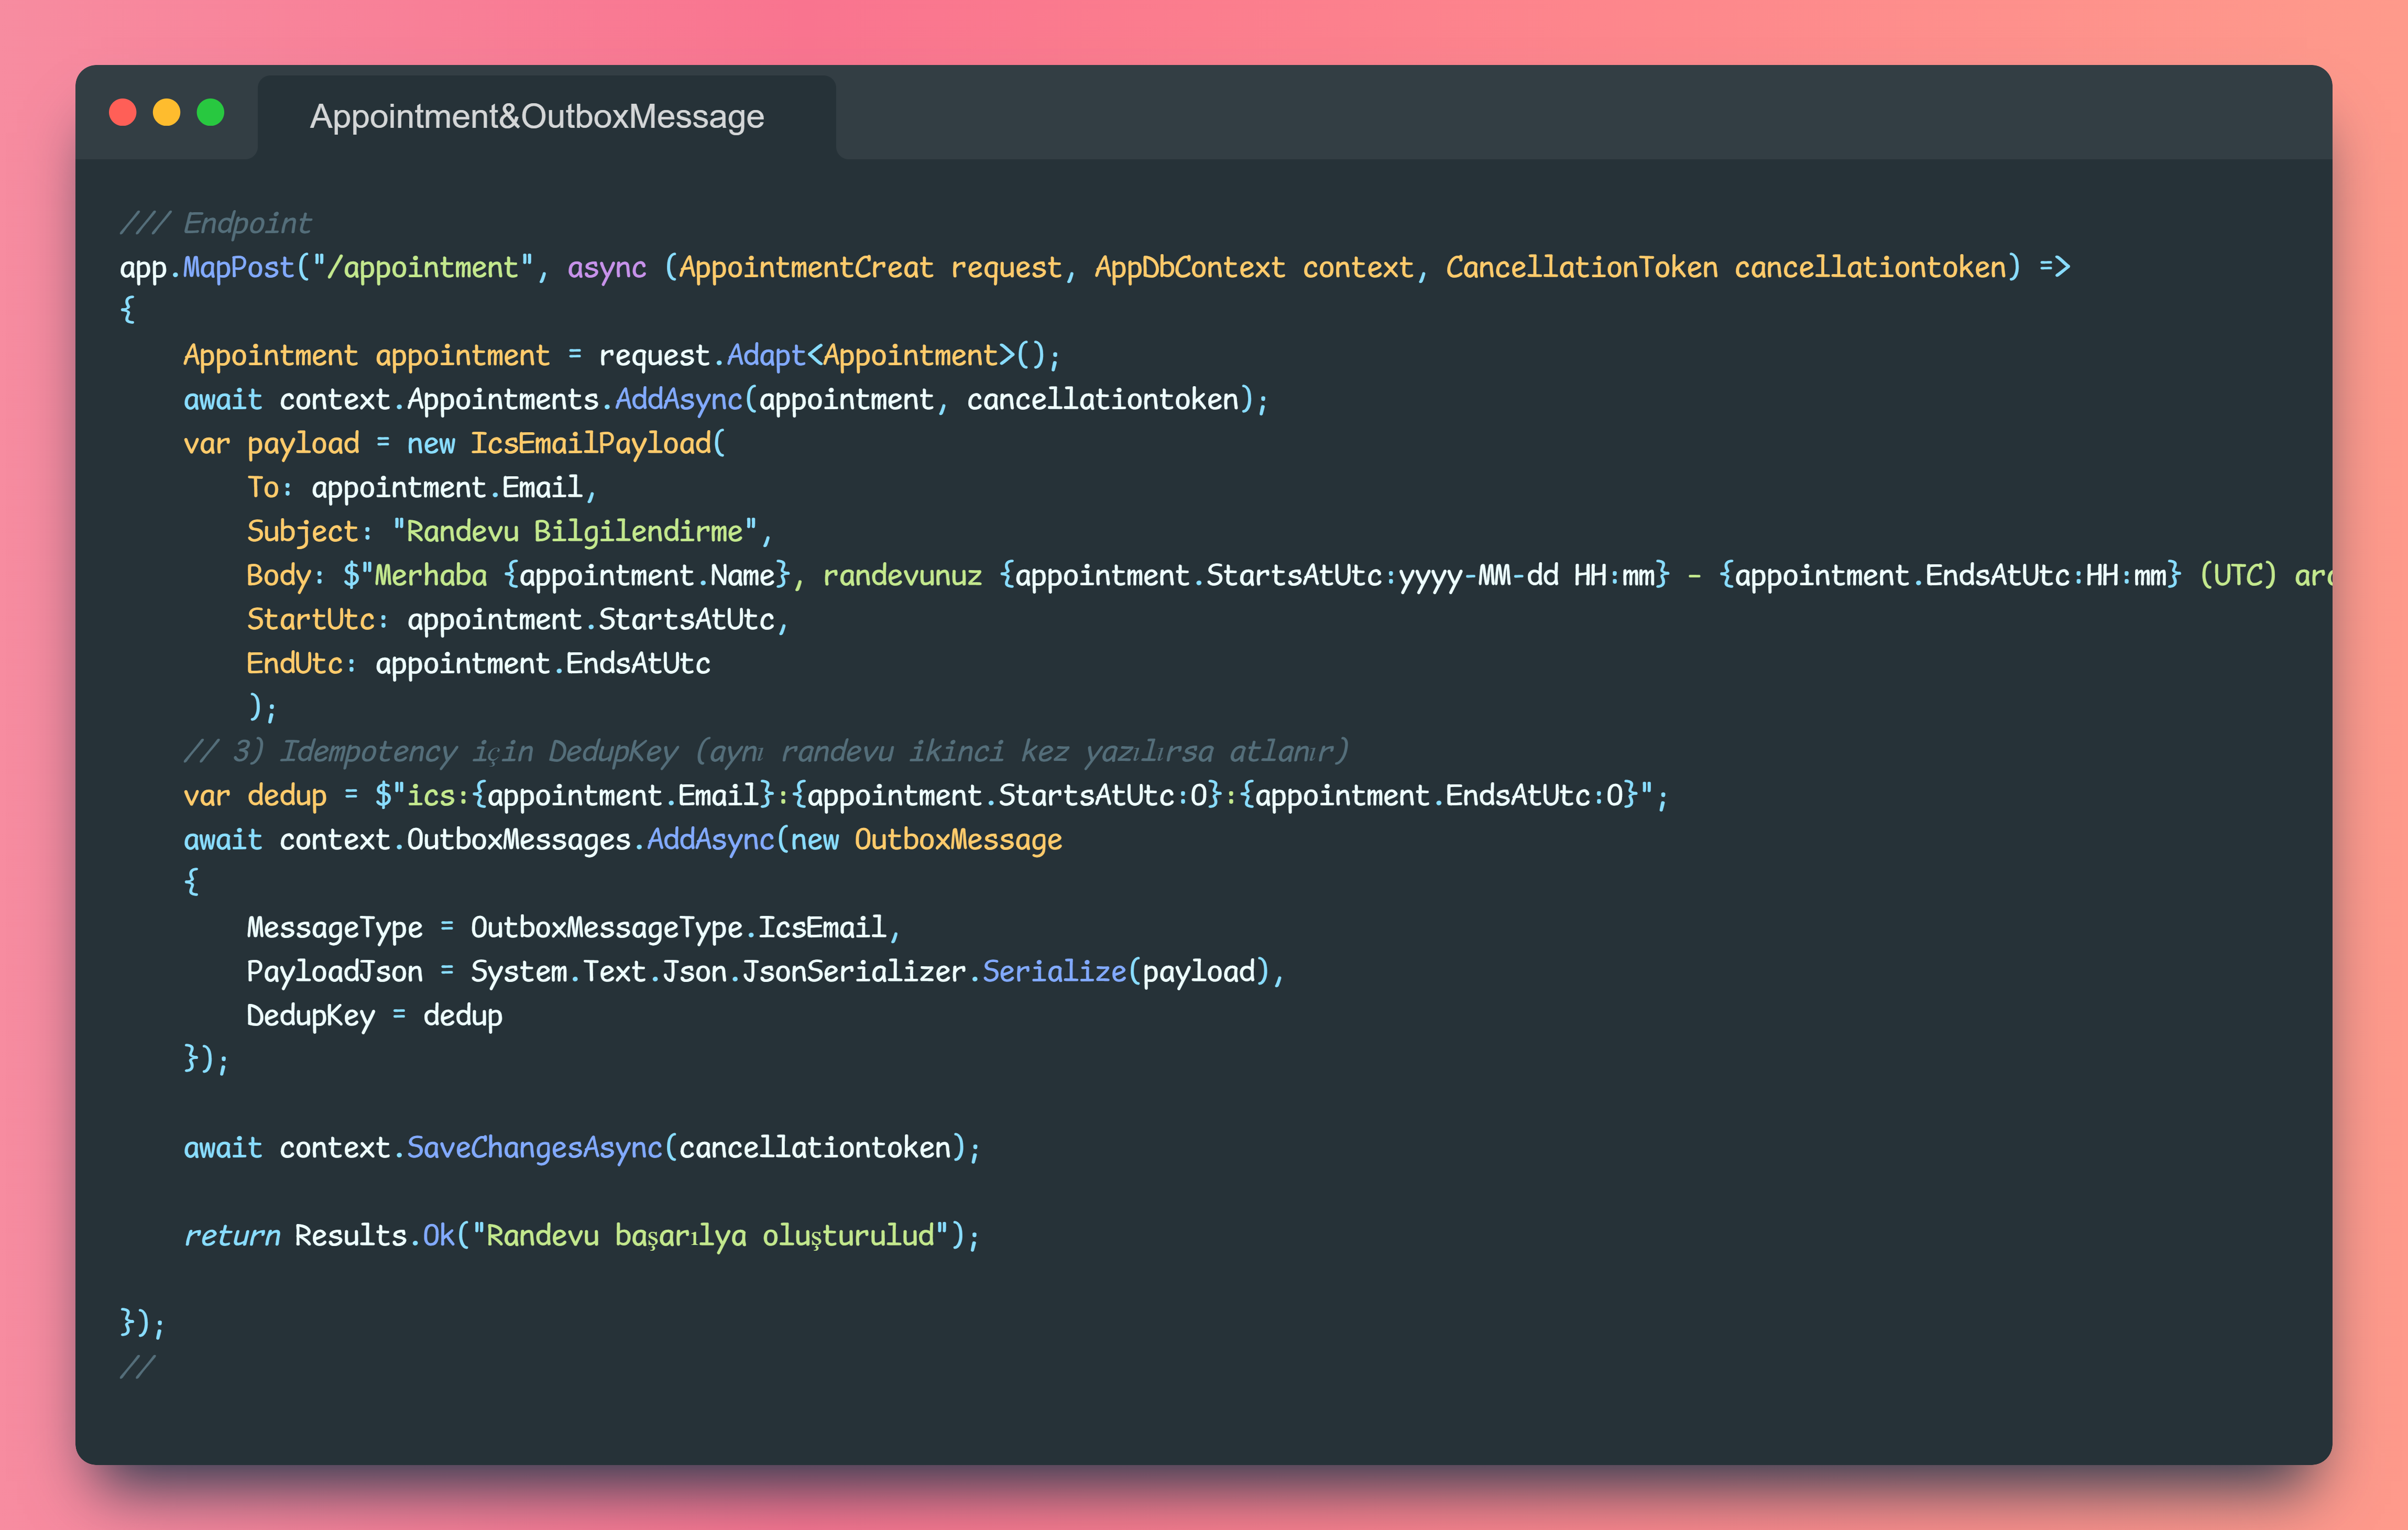 Appointment&OutboxMessage
/// Endpoint
app.MapPost("/appointment", async (AppointmentCreat request, AppDbContext context, CancellationToken cancellationtoken) =>
{
    Appointment appointment = request.Adapt<Appointment>();
    await context.Appointments.AddAsync(appointment, cancellationtoken);
    var payload = new IcsEmailPayload(
        To: appointment.Email,
        Subject: "Randevu Bilgilendirme",
        Body: $"Merhaba {appointment.Name}, randevunuz {appointment.StartsAtUtc:yyyy-MM-dd HH:mm} - {appointment.EndsAtUtc:HH:mm} (UTC)
        StartUtc: appointment.StartsAtUtc,
        EndUtc: appointment.EndsAtUtc
        );
    // 3) Idempotency için DedupKey (aynı randevu ikinci kez yazılırsa atlanır)
    var dedup = $"ics:{appointment.Email}:{appointment.StartsAtUtc:O}:{appointment.EndsAtUtc:O}";
    await context.OutboxMessages.AddAsync(new OutboxMessage
    {
        MessageType = OutboxMessageType.IcsEmail,
        PayloadJson = System.Text.Json.JsonSerializer.Serialize(payload),
        DedupKey = dedup
    });
    await context.SaveChangesAsync(cancellationtoken);
    return Results.Ok("Randevu başarılya oluşturulud");
});
//